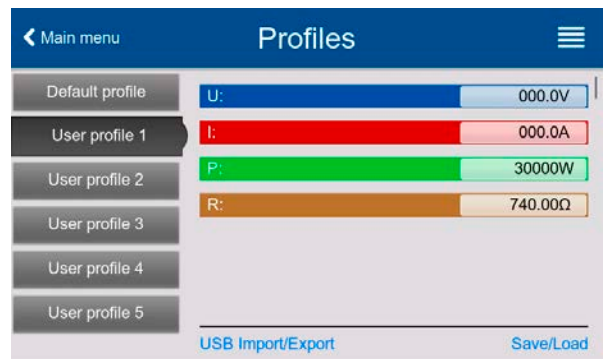 Main menu
Profiles
Default profile
User profile 1
User profile 2
User profile 3
User profile 4
User profile 5
U: 000.0V
I: 000.0A
P: 30000W
R: 740.00Ω
USB Import/Export
Save/Load